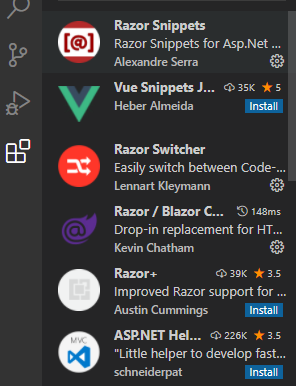 Razor Snippets
Razor Snippets for Asp.Net ...
Alexandre Serra
Vue Snippets J... 35K 5
Heber Almeida Install
Razor Switcher
Easily switch between Code-...
Lennart Kleymann
Razor / Blazor C... 148ms
Drop-in replacement for HT...
Kevin Chatham
Razor+ 39K 3.5
Improved Razor support for ...
Austin Cummings Install
MVC
ASP.NET Hel... 226K 3.5
"Little helper to develop fast...
schneiderpat Install